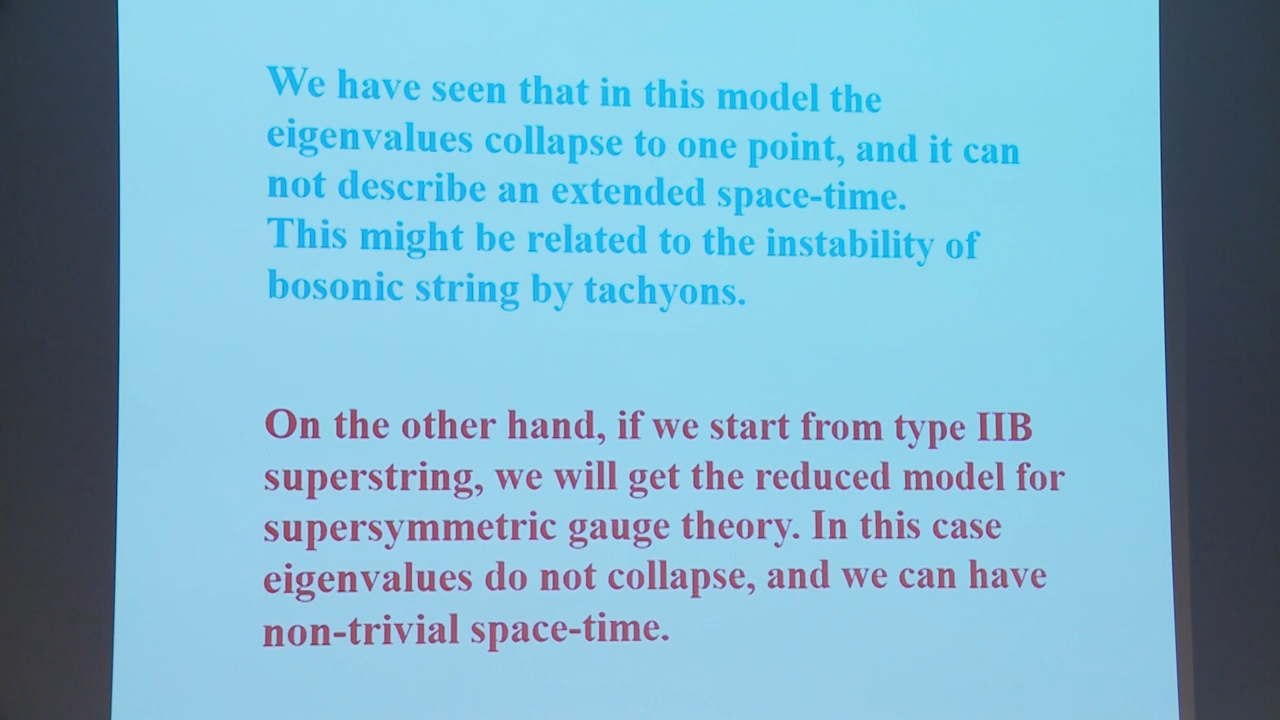 We have seen that in this model the
eigenvalues collapse to one point, and it can
not describe an extended space-time.
This might be related to the instability of
bosonic string by tachyons.
On the other hand, if we start from type IIB
superstring, we will get the reduced model for
supersymmetric gauge theory. In this case
eigenvalues do not collapse, and we can have
non-trivial space-time.